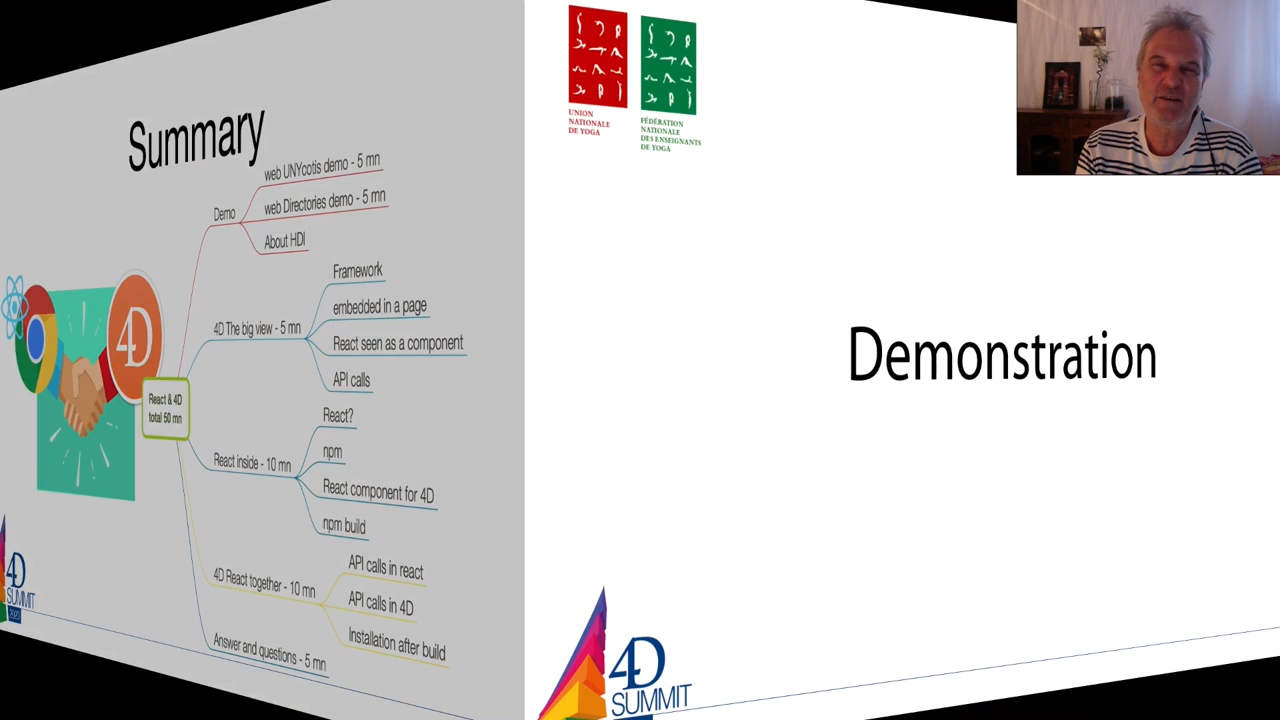 Summary
web UNYcotis demo - 5 mn
Demo
web Directories demo - 5 mn
About HDI
Framework
4D The big view - 5 mn
embedded in a page
React seen as a component
API calls
4D
React & 4D
total 50 mn
React?
React inside - 10 mn
npm
React component for 4D
npm build
4D React together - 10 mn
API calls in react
API calls in 4D
Installation after build
Answer and questions - 5 mn
4D
SUMMIT
UNION
NATIONALE
DE YOGA
FÉDÉRATION
NATIONALE
DES ENSEIGNANTS
DE YOGA
Demonstration
4D
SUMMIT